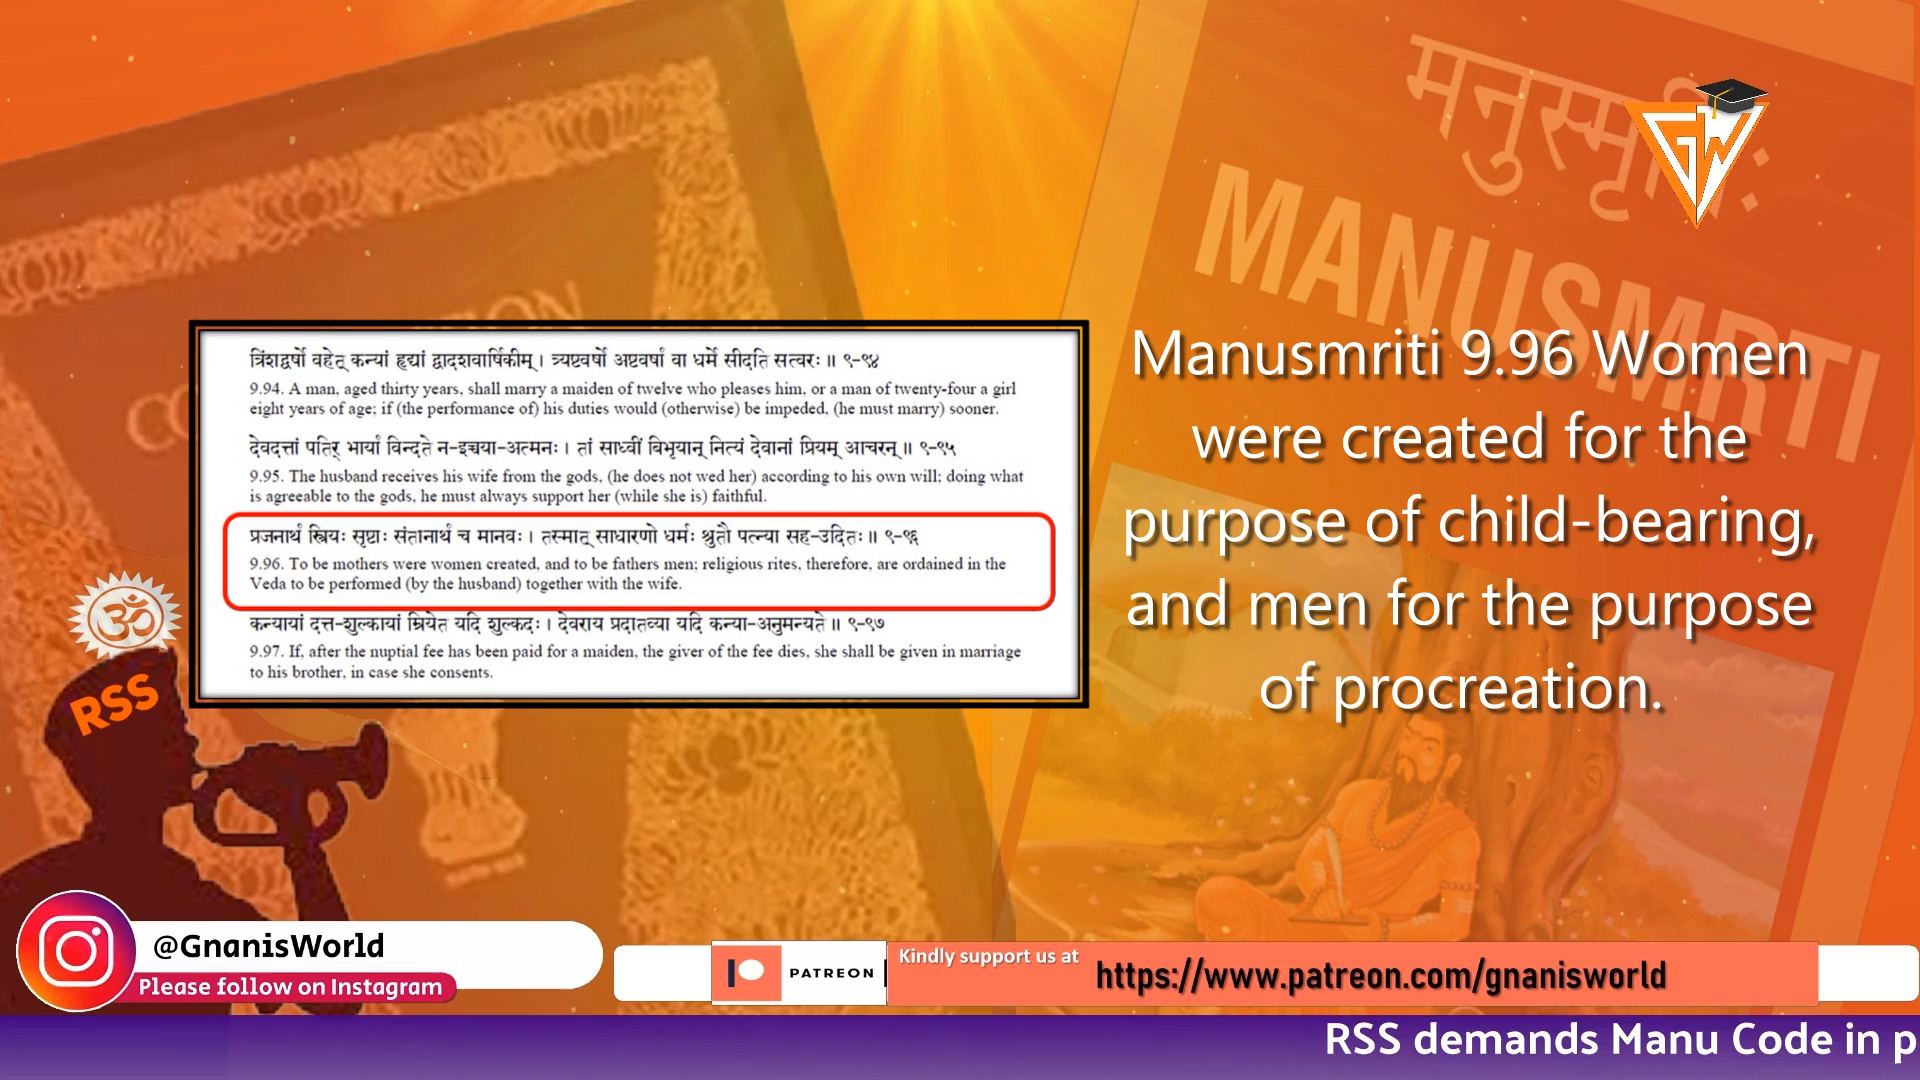 मनुस्मृतिः
MANUSMRTI
GW
त्रिंशद्वर्षो वहेत् कन्यां हृद्यां द्वादशवार्षिकीम् । त्र्यष्टवर्षो अष्टवर्षां वा धर्मे सीदति सत्वरः ॥ ९-९४
9.94. A man, aged thirty years, shall marry a maiden of twelve who pleases him, or a man of twenty-four a girl
eight years of age; if (the performance of) his duties would (otherwise) be impeded, (he must marry) sooner.
देवदत्तां पतिर् भार्यां विन्दते न-इच्चया-अत्मनः । तां साध्वीं बिभृयान् नित्यं देवानां प्रियम् आचरन् ॥ ९-९५
9.95. The husband receives his wife from the gods, (he does not wed her) according to his own will; doing what
is agreeable to the gods, he must always support her (while she is) faithful.
प्रजनार्थं स्त्रियः सृष्टाः संतानार्थं च मानवः । तस्मात् साधारणो धर्मः श्रुतौ पत्न्या सह-उदितः ॥ ९-९६
9.96. To be mothers were women created, and to be fathers men; religious rites, therefore, are ordained in the
Veda to be performed (by the husband) together with the wife.
कन्यायां दत्त-शुल्कायां म्रियेत यदि शुल्कदः । देवराय प्रदातव्या यदि कन्या-अनुमन्यते ॥ ९-९७
9.97. If, after the nuptial fee has been paid for a maiden, the giver of the fee dies, she shall be given in marriage
to his brother, in case she consents.
Manusmriti 9.96 Women
were created for the
purpose of child-bearing,
and men for the purpose
of procreation.
ॐ
RSS
@GnanisWorld
Please follow on Instagram
PATREON
Kindly support us at
https://www.patreon.com/gnanisworld
RSS demands Manu Code in p